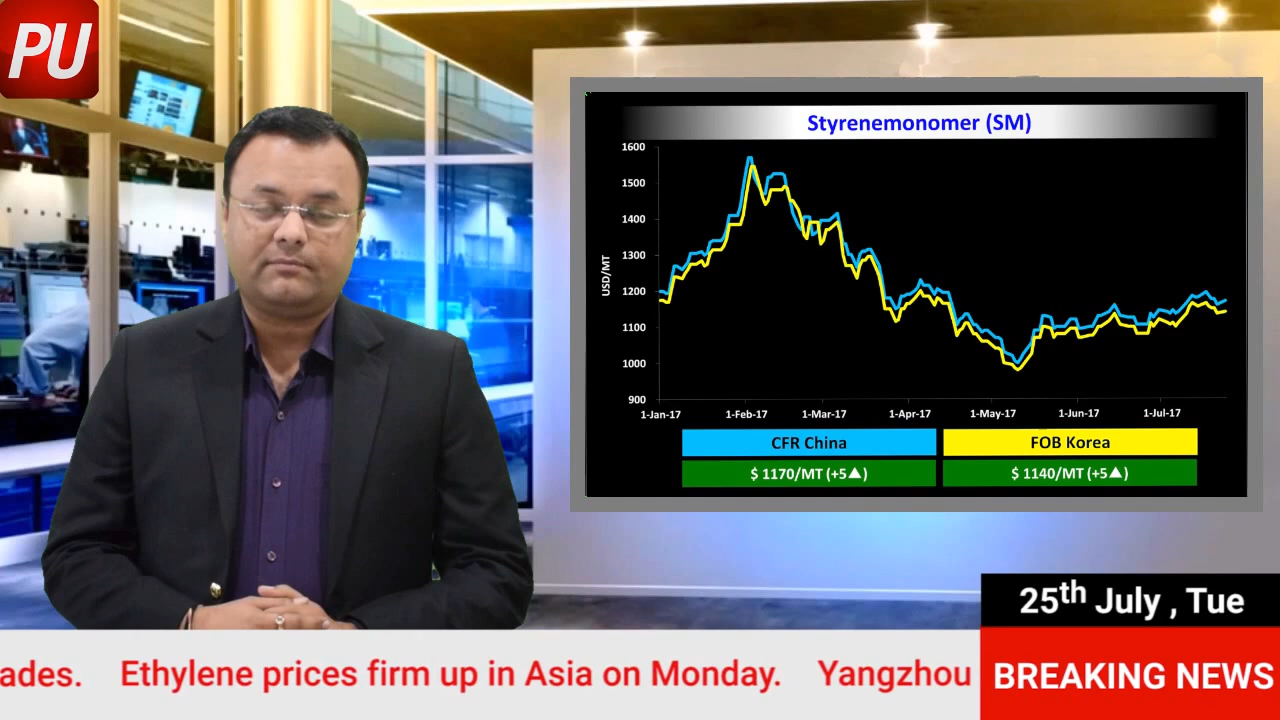 PU
Styrenemonomer (SM)
1600
1500
1400
1300
1200
1100
1000
900
USD/MT
1-Jan-17 1-Feb-17 1-Mar-17 1-Apr-17 1-May-17 1-Jun-17 1-Jul-17
CFR China FOB Korea
$ 1170/MT (+5▲) $ 1140/MT (+5▲)
25th July , Tue
ades. Ethylene prices firm up in Asia on Monday. Yangzhou
BREAKING NEWS